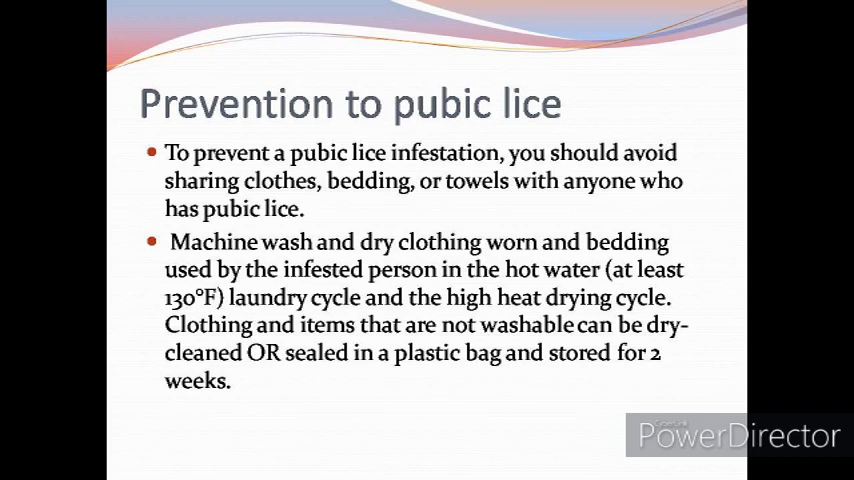 Prevention to pubic lice
• To prevent a pubic lice infestation, you should avoid
sharing clothes, bedding, or towels with anyone who
has pubic lice.
• Machine wash and dry clothing worn and bedding
used by the infested person in the hot water (at least
130°F) laundry cycle and the high heat drying cycle.
Clothing and items that are not washable can be dry-
cleaned OR sealed in a plastic bag and stored for 2
weeks.
CyberLink
PowerDirector